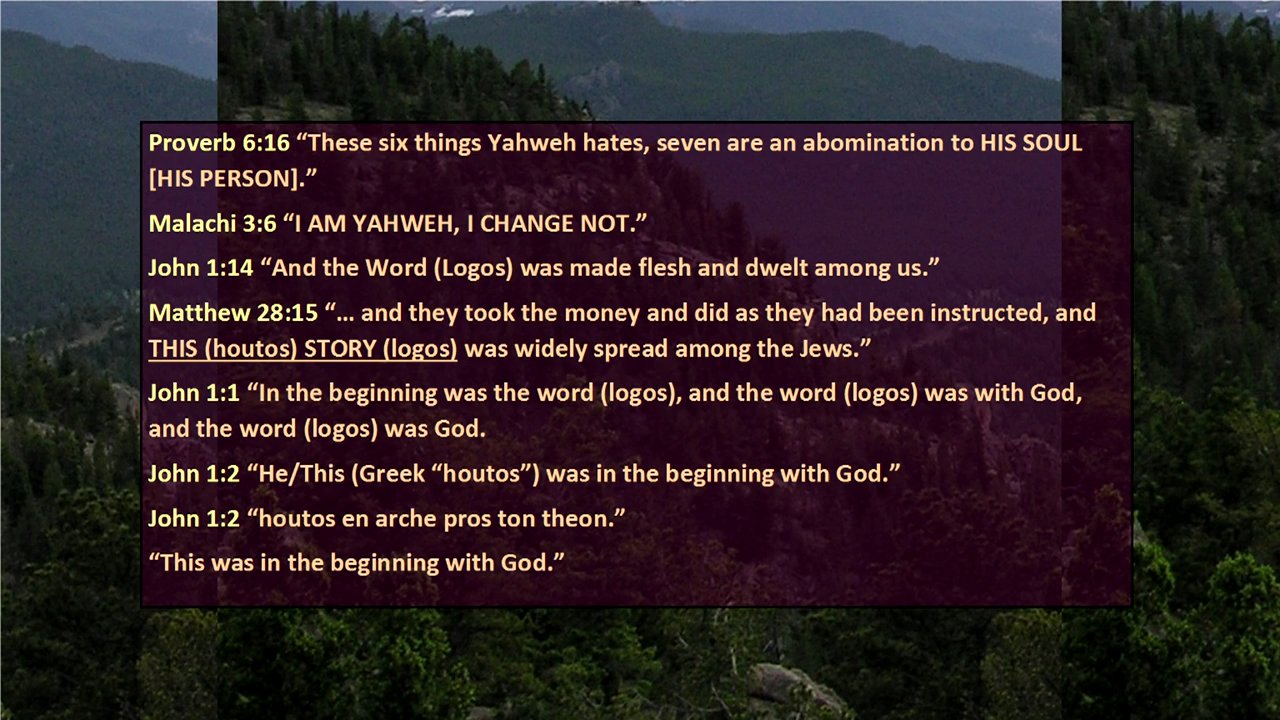 Proverb 6:16 “These six things Yahweh hates, seven are an abomination to HIS SOUL
[HIS PERSON].”
Malachi 3:6 “I AM YAHWEH, I CHANGE NOT.”
John 1:14 “And the Word (Logos) was made flesh and dwelt among us.”
Matthew 28:15 “… and they took the money and did as they had been instructed, and
THIS (houtos) STORY (logos) was widely spread among the Jews.”
John 1:1 “In the beginning was the word (logos), and the word (logos) was with God,
and the word (logos) was God.
John 1:2 “He/This (Greek “houtos”) was in the beginning with God.”
John 1:2 “houtos en arche pros ton theon.”
“This was in the beginning with God.”